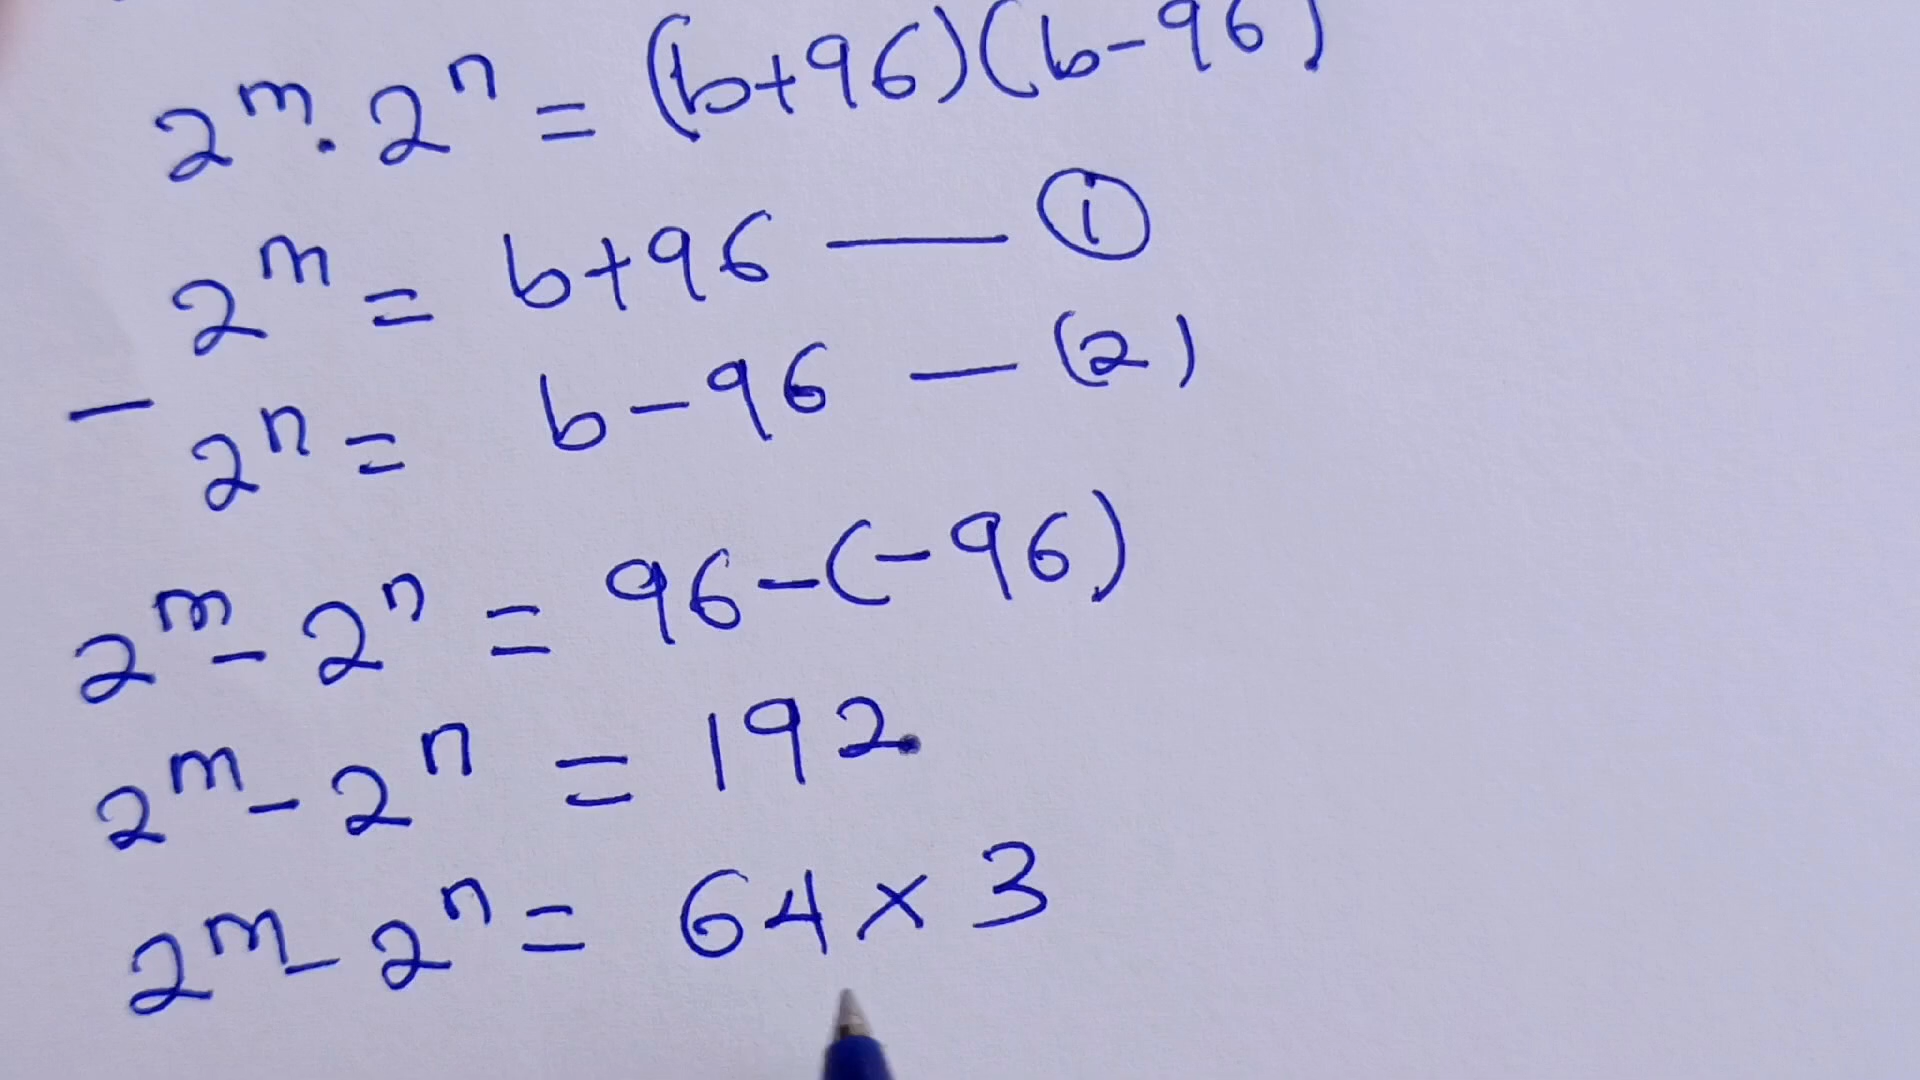 2^m . 2^n = (b+96)(b-96)
2^m = b+96 — ①
- 2^n = b-96 — (2)
2^m - 2^n = 96-(-96)
2^m - 2^n = 192.
2^m - 2^n = 64 × 3